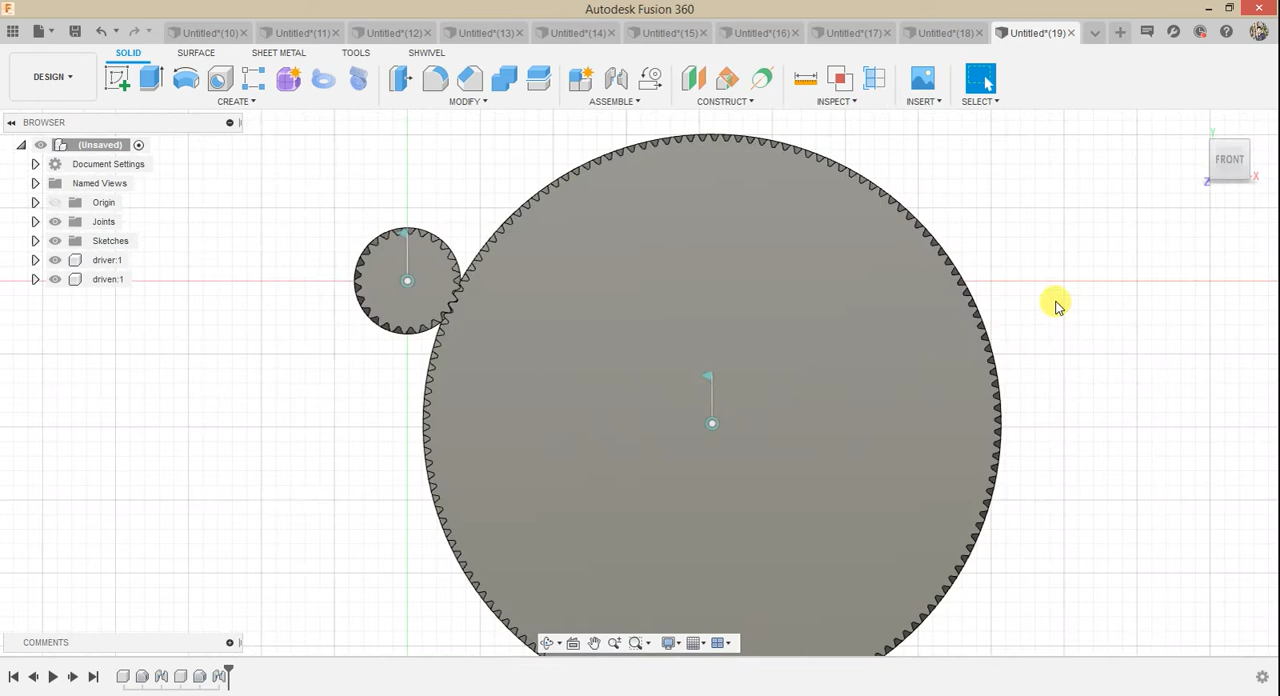 Autodesk Fusion 360
Untitled*(10) Untitled*(11) Untitled*(12) Untitled*(13) Untitled*(14) Untitled*(15) Untitled*(16) Untitled*(17) Untitled*(18) Untitled*(19)
SOLID SURFACE SHEET METAL TOOLS SHWIVEL
DESIGN
CREATE MODIFY ASSEMBLE CONSTRUCT INSPECT INSERT SELECT
BROWSER
(Unsaved)
Document Settings
Named Views
Origin
Joints
Sketches
driver:1
driven:1
Y
FRONT
X
Z
COMMENTS